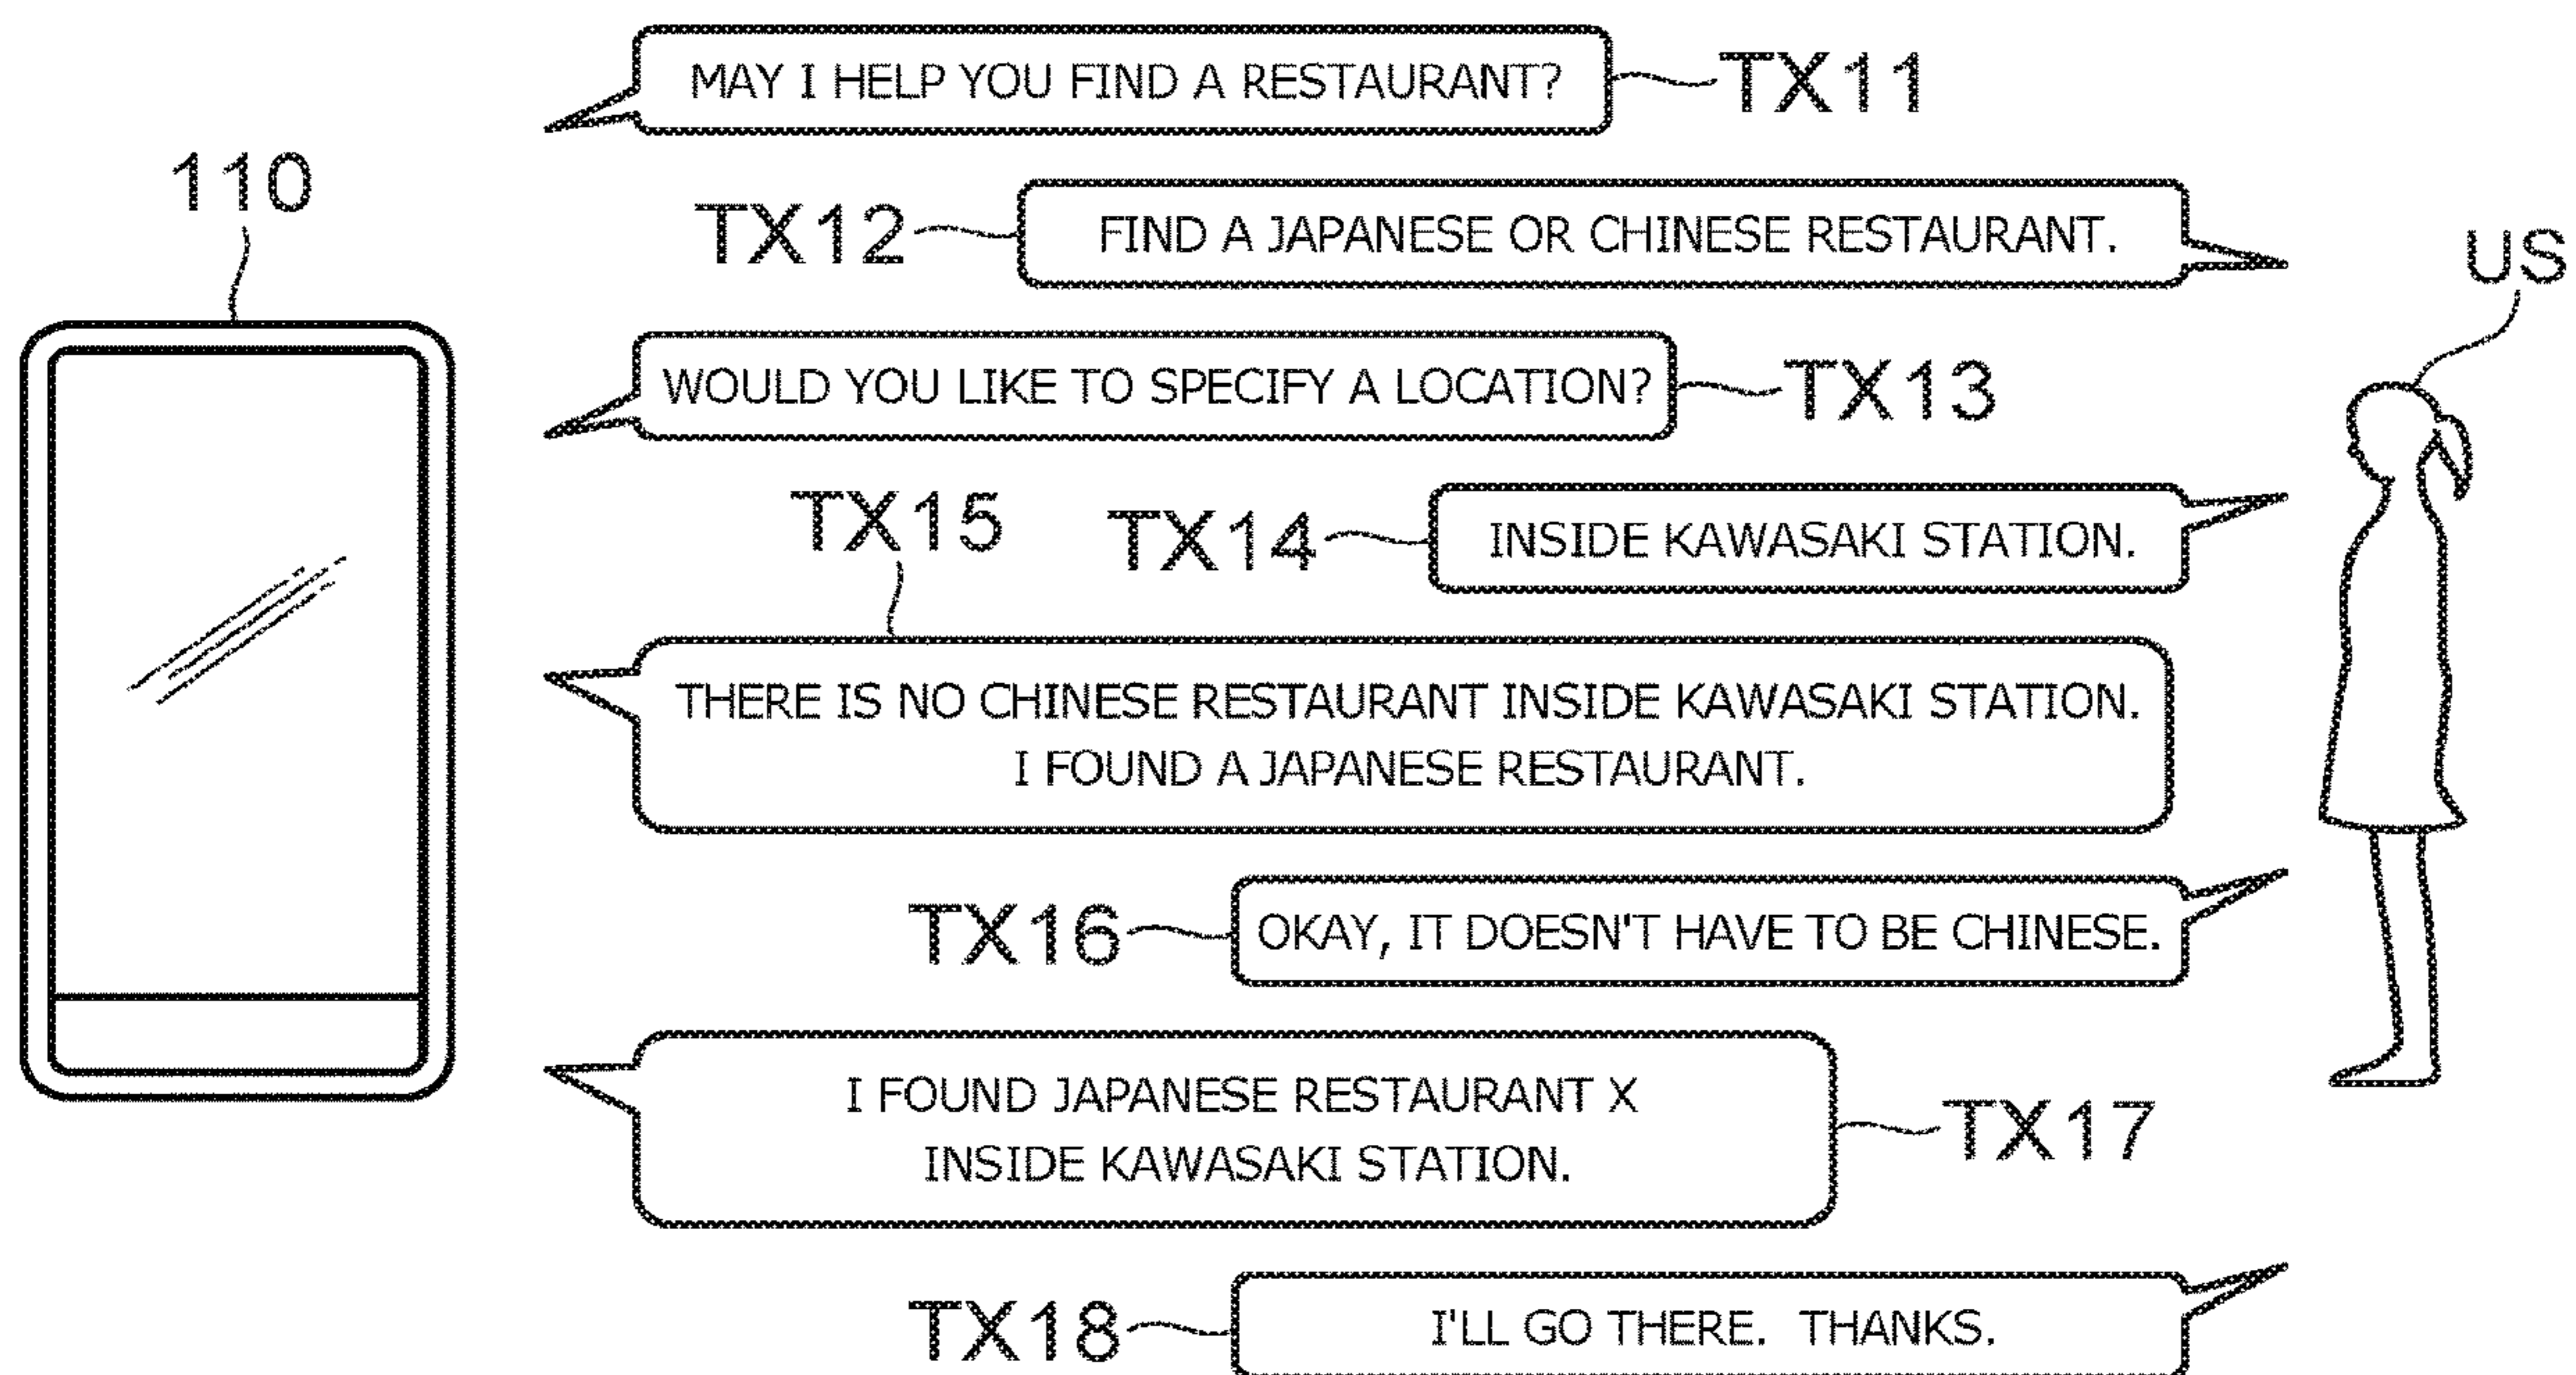 MAY I HELP YOU FIND A RESTAURANT?
TX11
110
TX12
FIND A JAPANESE OR CHINESE RESTAURANT.
US
WOULD YOU LIKE TO SPECIFY A LOCATION?
TX13
TX15
TX14
INSIDE KAWASAKI STATION.
THERE IS NO CHINESE RESTAURANT INSIDE KAWASAKI STATION.
I FOUND A JAPANESE RESTAURANT.
TX16
OKAY, IT DOESN'T HAVE TO BE CHINESE.
I FOUND JAPANESE RESTAURANT X
INSIDE KAWASAKI STATION.
TX17
TX18
I'LL GO THERE. THANKS.